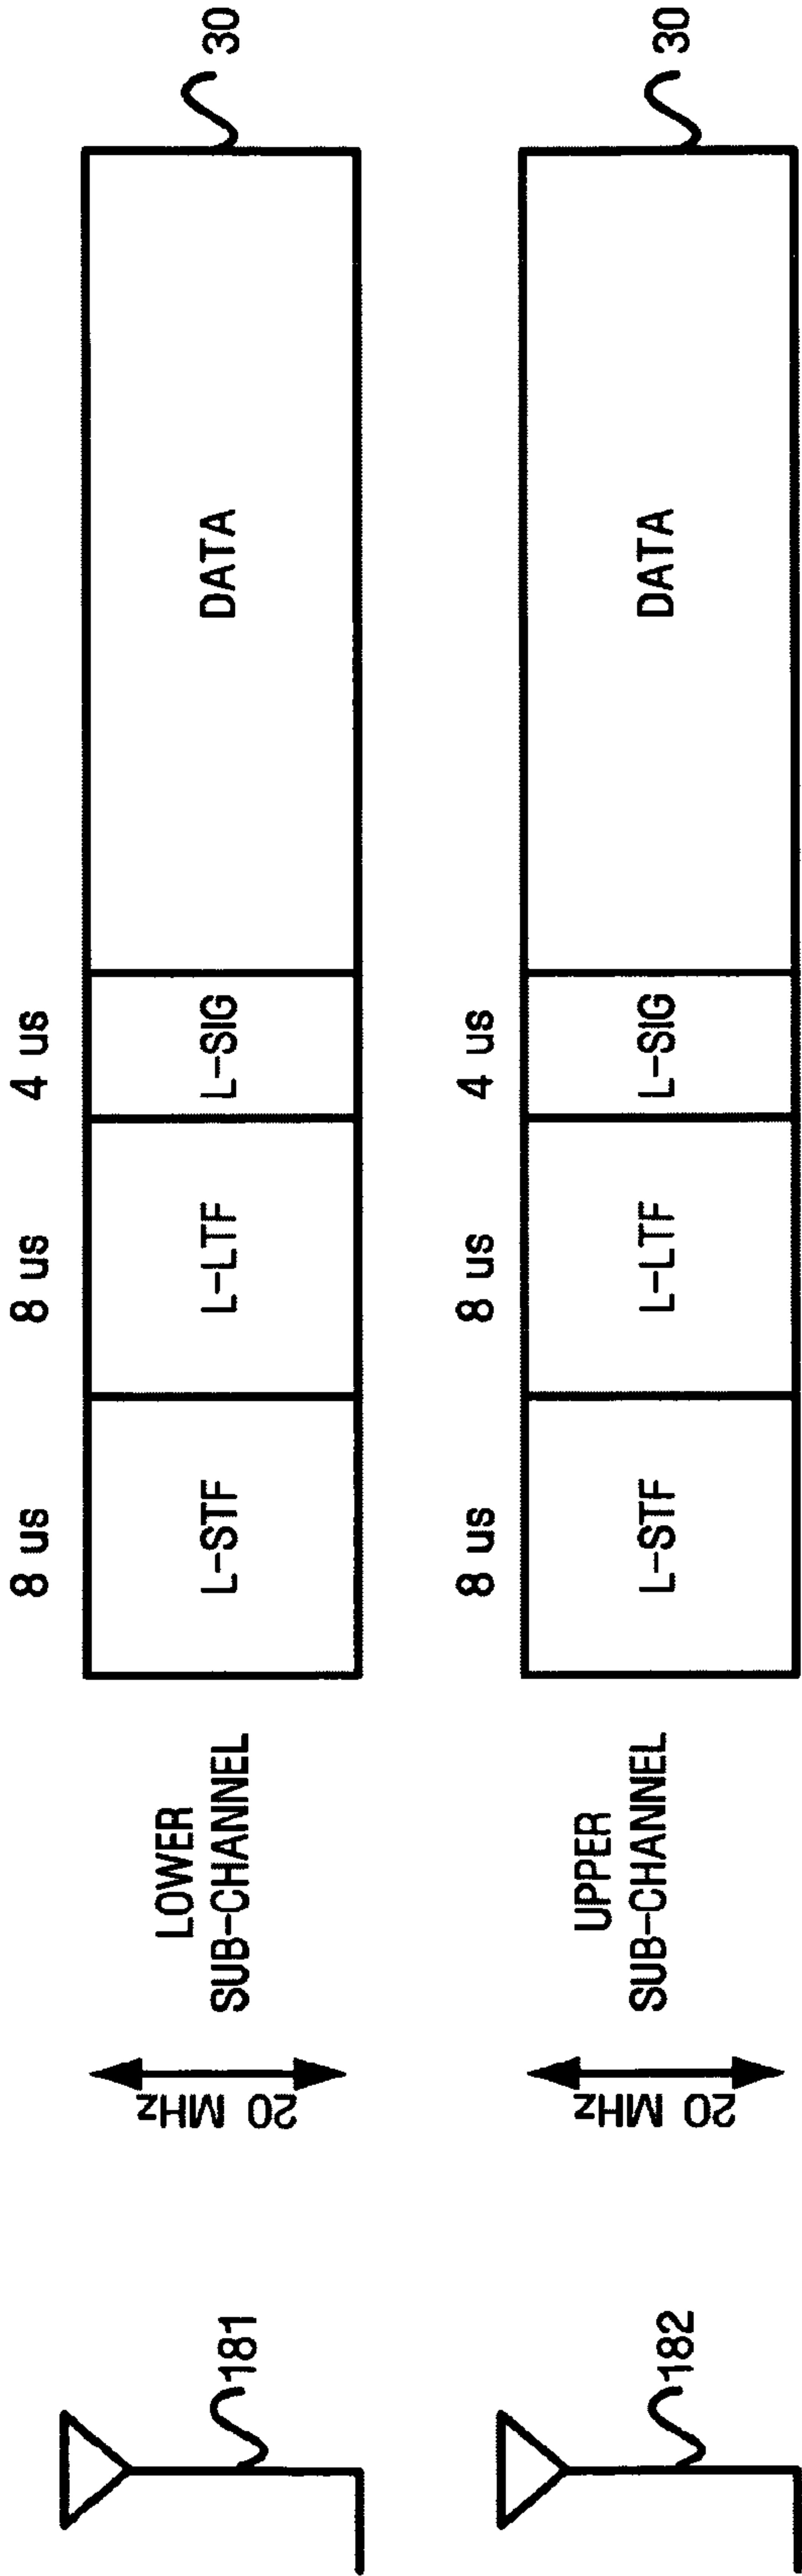 8 us 8 us 4 us
181
20 MHz
LOWER
SUB-CHANNEL
L-STF L-LTF L-SIG DATA
30
8 us 8 us 4 us
182
20 MHz
UPPER
SUB-CHANNEL
L-STF L-LTF L-SIG DATA
30